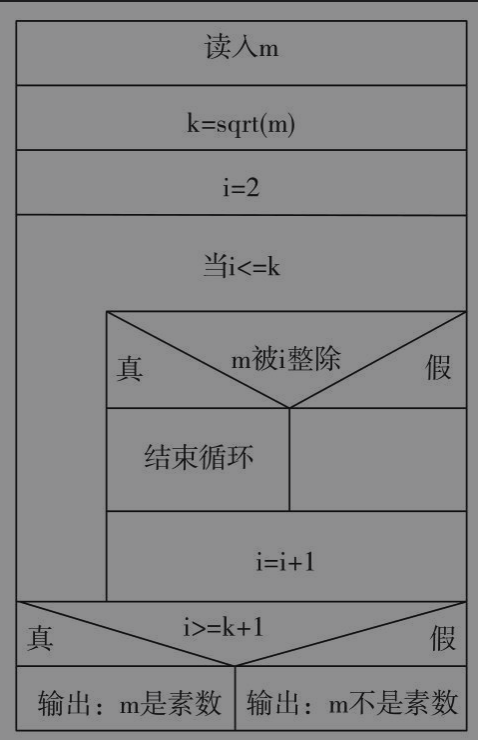 读入m
k=sqrt(m)
i=2
当i<=k
m被i整除
真
假
结束循环
i=i+1
i>=k+1
真
假
输出：m是素数
输出：m不是素数